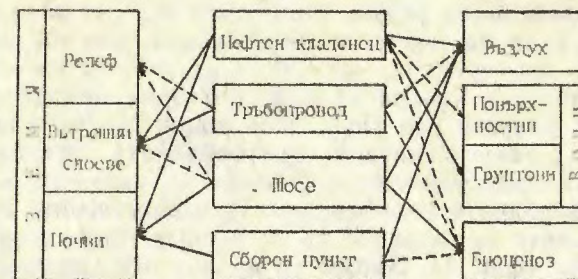 Релеф
Вътрешни
слоеве
Почви
Нефтен кладенец
Тръбопровод
Шосе
Сборен пункт
Въздух
Повърх-
ностни
Грунтови
Биоценоз